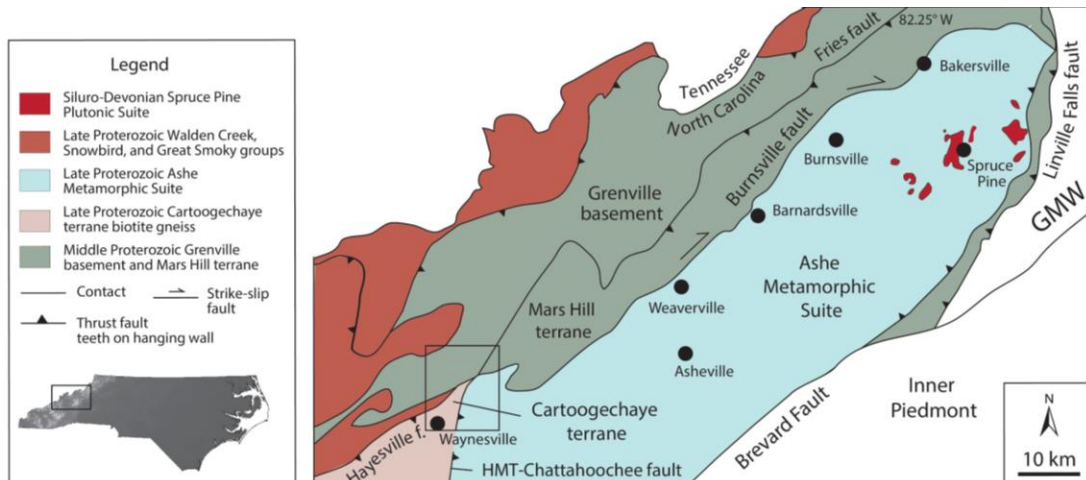 Legend
Siluro-Devonian Spruce Pine
Plutonic Suite
Late Proterozoic Walden Creek,
Snowbird, and Great Smoky groups
Late Proterozoic Ashe
Metamorphic Suite
Late Proterozoic Cartoogechaye
terrane biotite gneiss
Middle Proterozoic Grenville
basement and Mars Hill terrane
Contact
Strike-slip
fault
Thrust fault
teeth on hanging wall
82.25° W
Fries fault
Tennessee
North Carolina
Bakersville
Linville Falls fault
Burnsville fault
Burnsville
Spruce
Pine
Grenville
basement
Barnardsville
GMW
Ashe
Metamorphic
Suite
Mars Hill
terrane
Weaverville
Asheville
Inner
Piedmont
Brevard Fault
Cartoogechaye
terrane
Waynesville
Hayesville f.
HMT-Chattahoochee fault
N
10 km